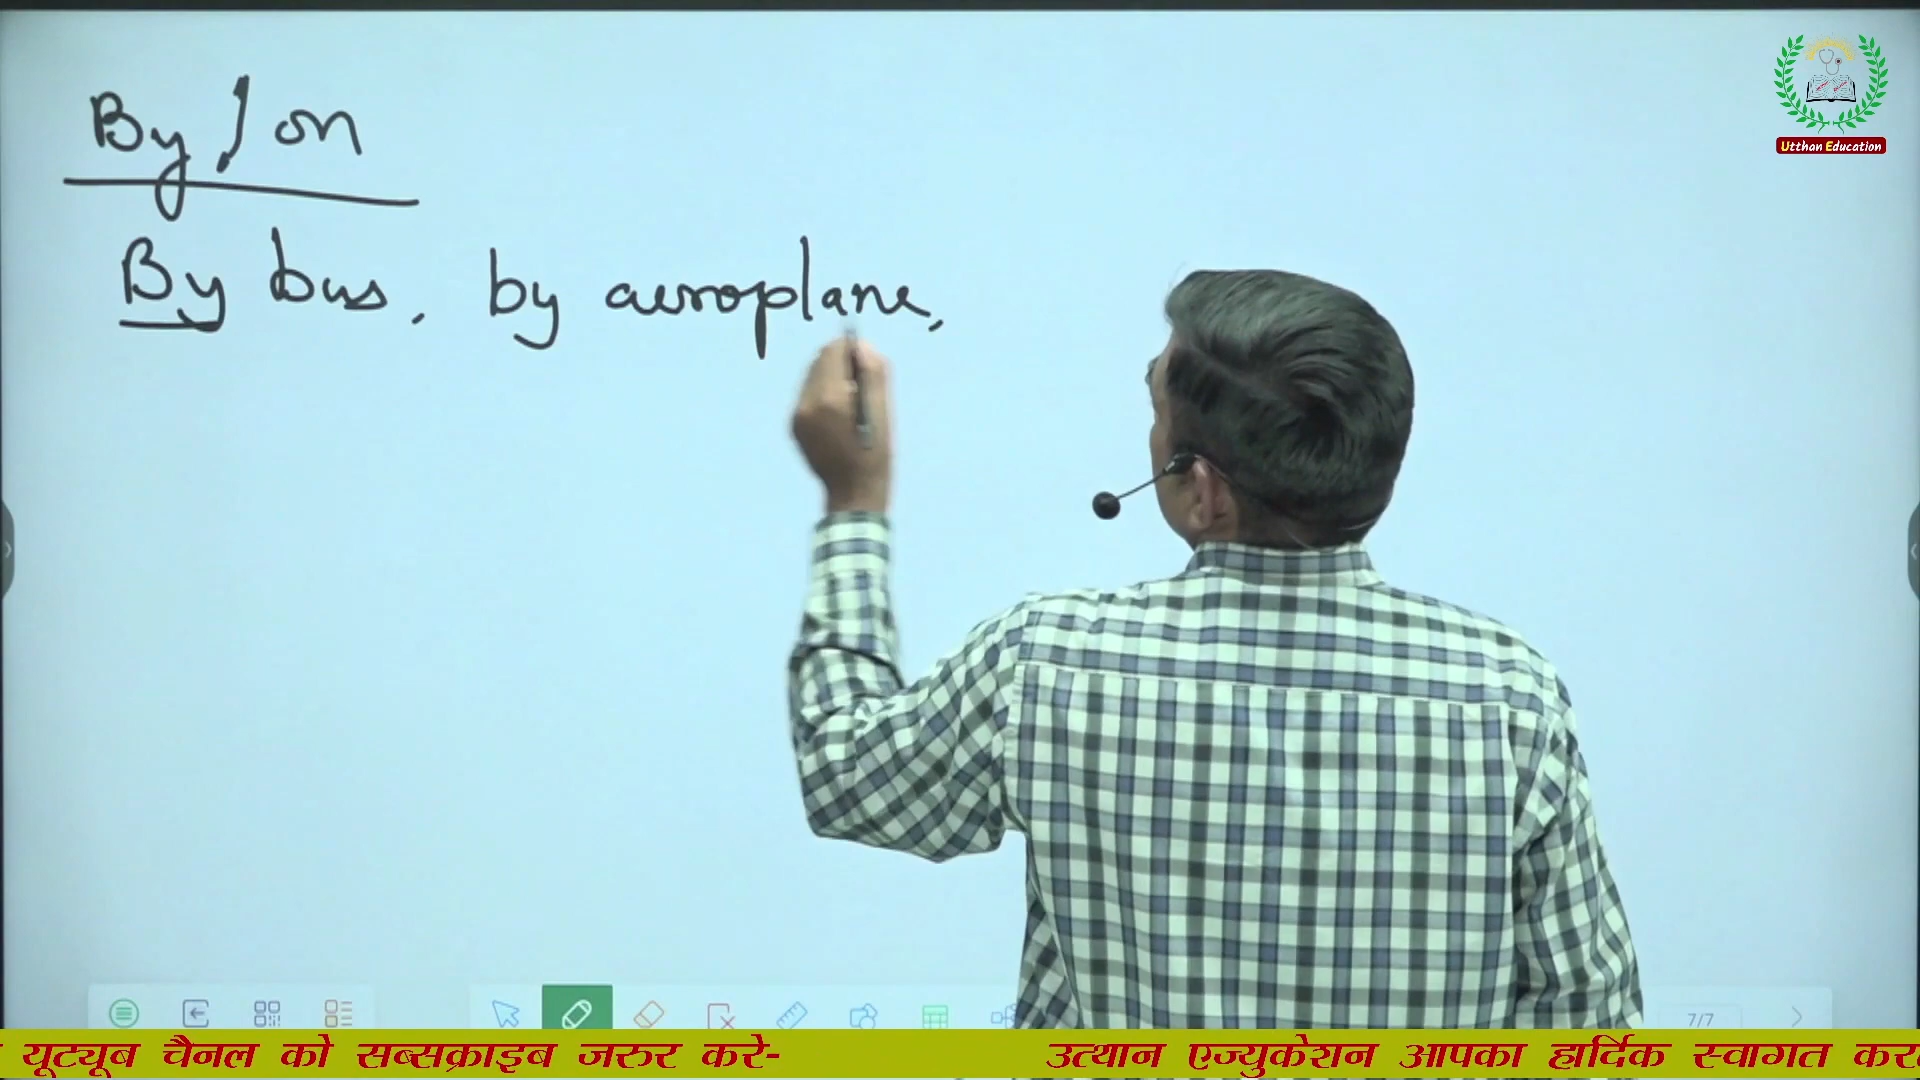 By / on
By bus, by aeroplane,
Utthan Education
7/7
यूट्यूब चैनल को सब्सक्राइब जरुर करे- उत्थान एज्युकेशन आपका हार्दिक स्वागत कर